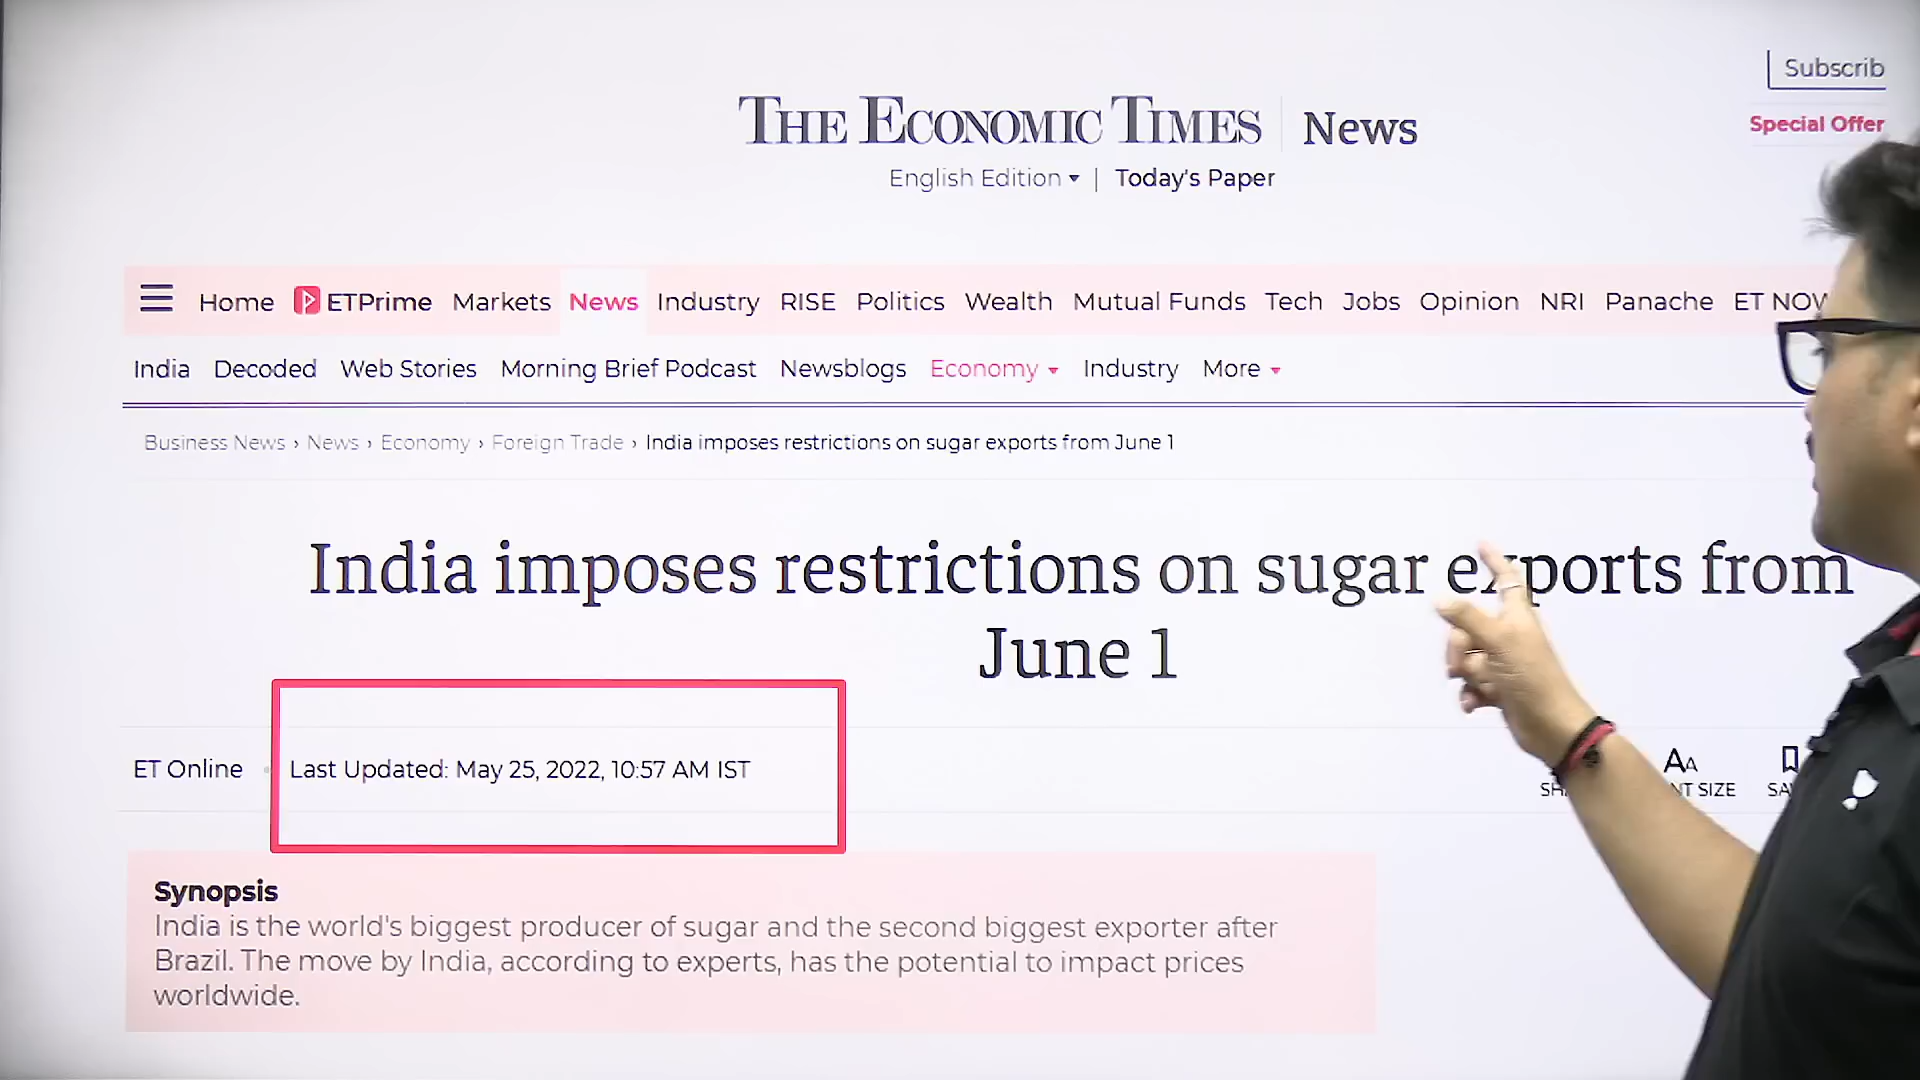 Subscrib
THE ECONOMIC TIMES | News
Special Offer
English Edition | Today's Paper
Home ETPrime Markets News Industry RISE Politics Wealth Mutual Funds Tech Jobs Opinion NRI Panache ET NOW
India Decoded Web Stories Morning Brief Podcast Newsblogs Economy Industry More
Business News › News › Economy › Foreign Trade › India imposes restrictions on sugar exports from June 1
India imposes restrictions on sugar exports from
June 1
ET Online Last Updated: May 25, 2022, 10:57 AM IST
AA
SIZE
Synopsis
India is the world's biggest producer of sugar and the second biggest exporter after
Brazil. The move by India, according to experts, has the potential to impact prices
worldwide.